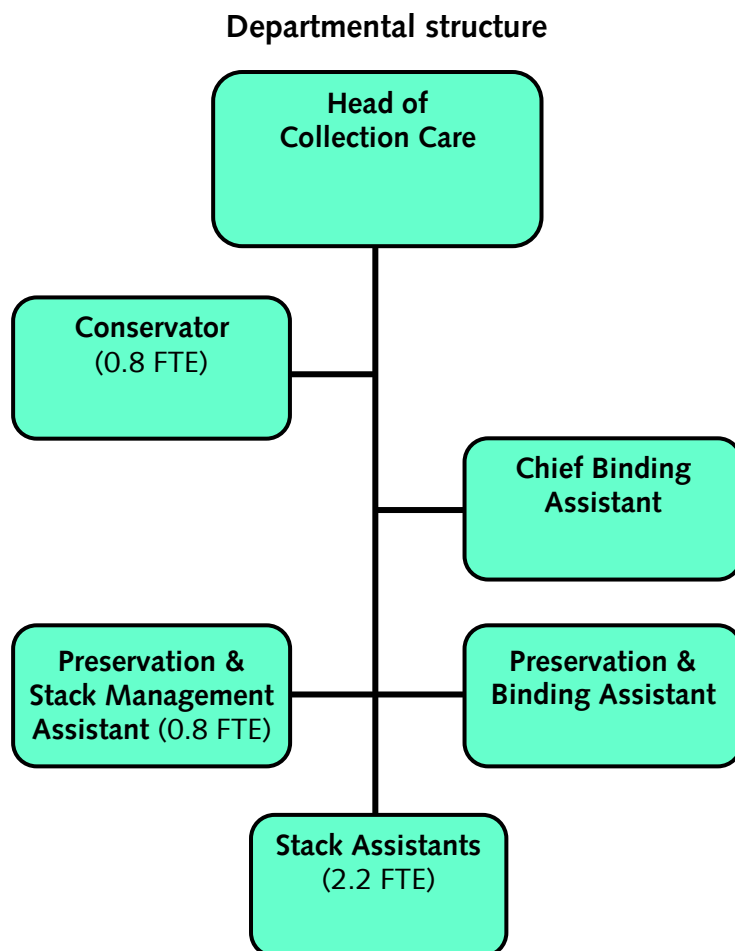 Departmental structure
Head of
Collection Care
Conservator
(0.8 FTE)
Chief Binding
Assistant
Preservation &
Stack Management
Assistant (0.8 FTE)
Preservation &
Binding Assistant
Stack Assistants
(2.2 FTE)